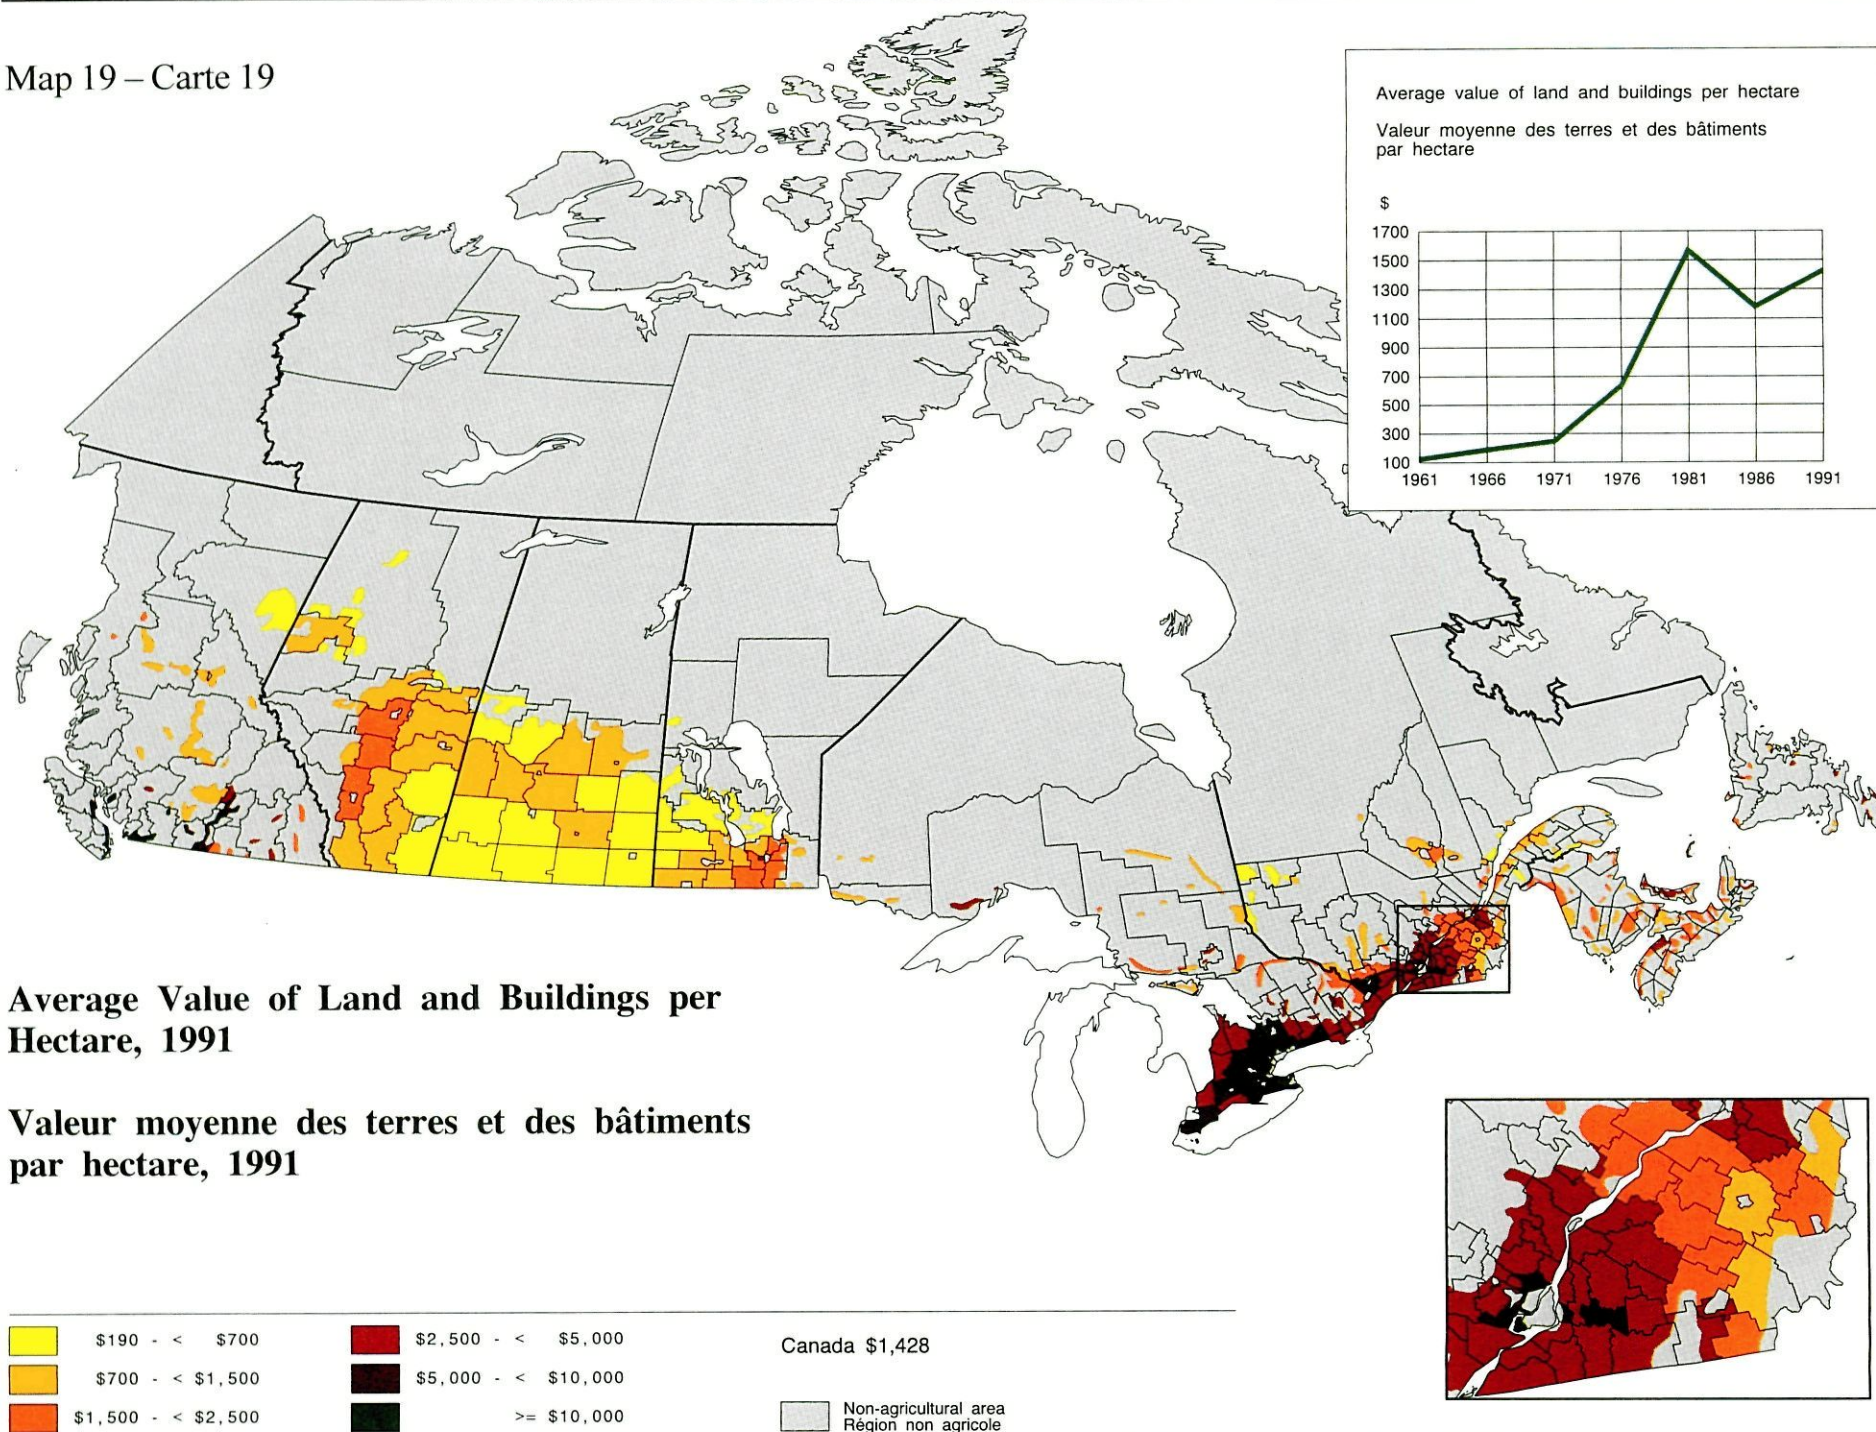 Map 19 – Carte 19
Average value of land and buildings per hectare
Valeur moyenne des terres et des bâtiments
par hectare
$
1700
1500
1300
1100
900
700
500
300
100
1961 1966 1971 1976 1981 1986 1991
Average Value of Land and Buildings per
Hectare, 1991
Valeur moyenne des terres et des bâtiments
par hectare, 1991
$190 - < $700
$700 - < $1,500
$1,500 - < $2,500
$2,500 - < $5,000
$5,000 - < $10,000
>= $10,000
Canada $1,428
Non-agricultural area
Région non agricole